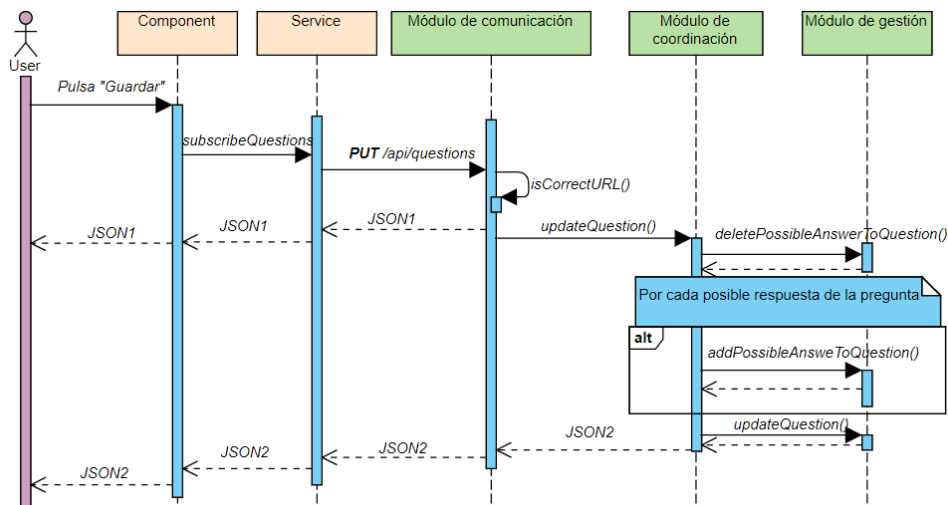 Component
Service
Módulo de comunicación
Módulo de
coordinación
Módulo de gestión
User
Pulsa "Guardar"
subscribeQuestions
PUT /api/questions
isCorrectURL()
JSON1
JSON1
JSON1
updateQuestion()
deletePossibleAnswerToQuestion()
Por cada posible respuesta de la pregunta
alt
addPossibleAnsweToQuestion()
updateQuestion()
JSON2
JSON2
JSON2
JSON2